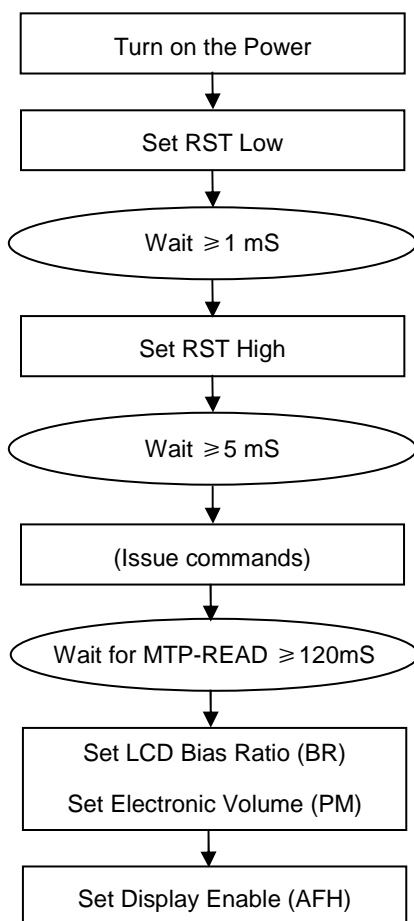 Turn on the Power
Set RST Low
Wait ≥1 mS
Set RST High
Wait ≥5 mS
(Issue commands)
Wait for MTP-READ ≥120mS
Set LCD Bias Ratio (BR)
Set Electronic Volume (PM)
Set Display Enable (AFH)